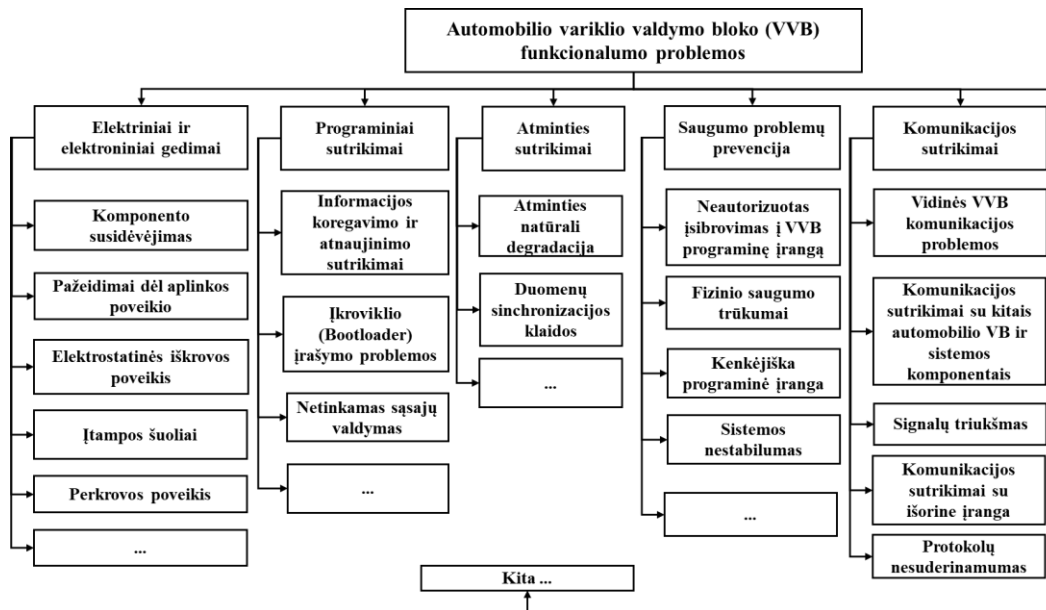 Automobilio variklio valdymo bloko (VVB)
funkcionalumo problemos
Elektriniai ir
elektroniniai gedimai
Komponento
susidėvėjimas
Pažeidimai dėl aplinkos
poveikio
Elektrostatinės iškrovos
poveikis
Įtampos šuoliai
Perkrovos poveikis
...
Programiniai
sutrikimai
Informacijos
koregavimo ir
atnaujinimo
sutrikimai
Įkroviklio
(Bootloader)
įrašymo problemos
Netinkamas sąsajų
valdymas
...
Atminties
sutrikimai
Atminties
natūrali
degradacija
Duomenų
sinchronizacijos
klaidos
...
Saugumo problemų
prevencija
Neautorizuotas
įsibrovimas į VVB
programinę įrangą
Fizinio saugumo
trūkumai
Kenkėjiška
programinė įranga
Sistemos
nestabilumas
...
Komunikacijos
sutrikimai
Vidinės VVB
komunikacijos
problemos
Komunikacijos
sutrikimai su kitais
automobilio VB ir
sistemos
komponentais
Signalų triukšmas
Komunikacijos
sutrikimai su
išorine įranga
Protokolų
nesuderinamumas
Kita ...